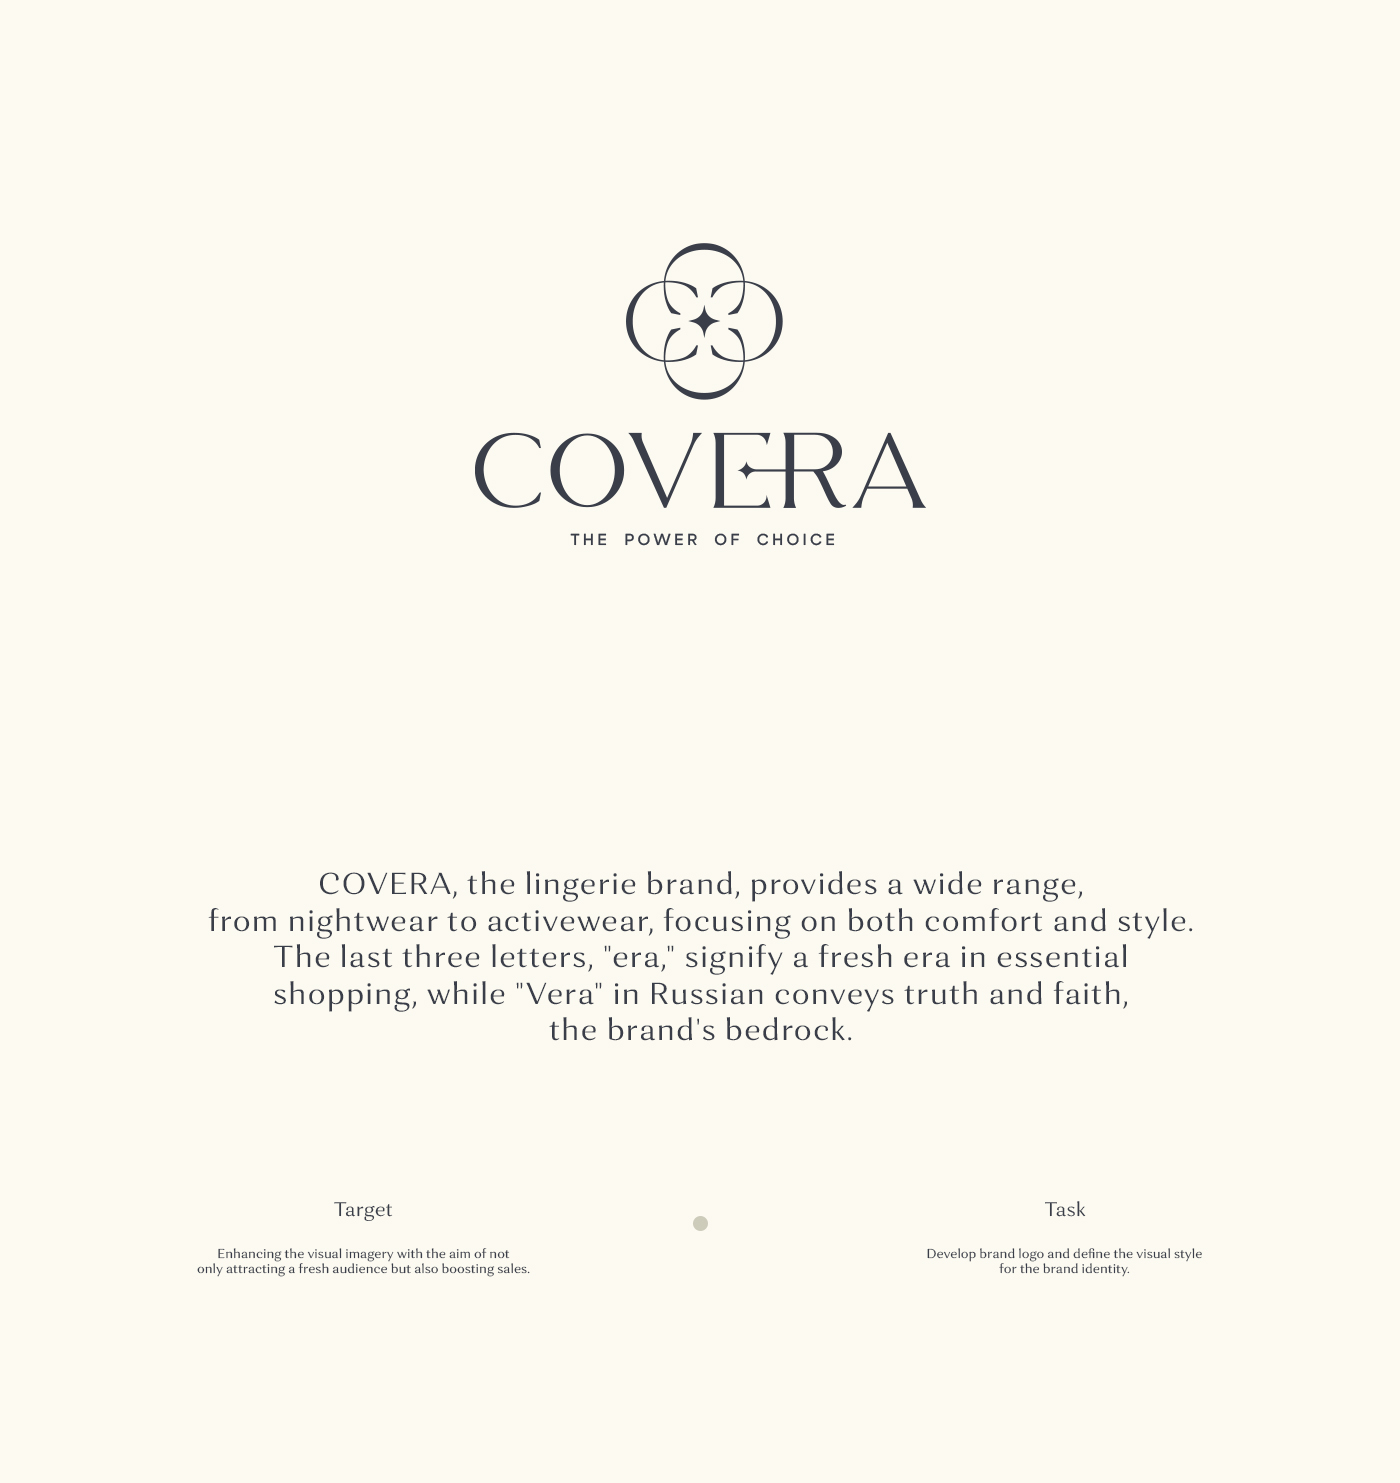 COVERA
THE POWER OF CHOICE
COVERA, the lingerie brand, provides a wide range,
from nightwear to activewear, focusing on both comfort and style.
The last three letters, "era," signify a fresh era in essential
shopping, while "Vera" in Russian conveys truth and faith,
the brand's bedrock.
Target
Enhancing the visual imagery with the aim of not
only attracting a fresh audience but also boosting sales.
Task
Develop brand logo and define the visual style
for the brand identity.